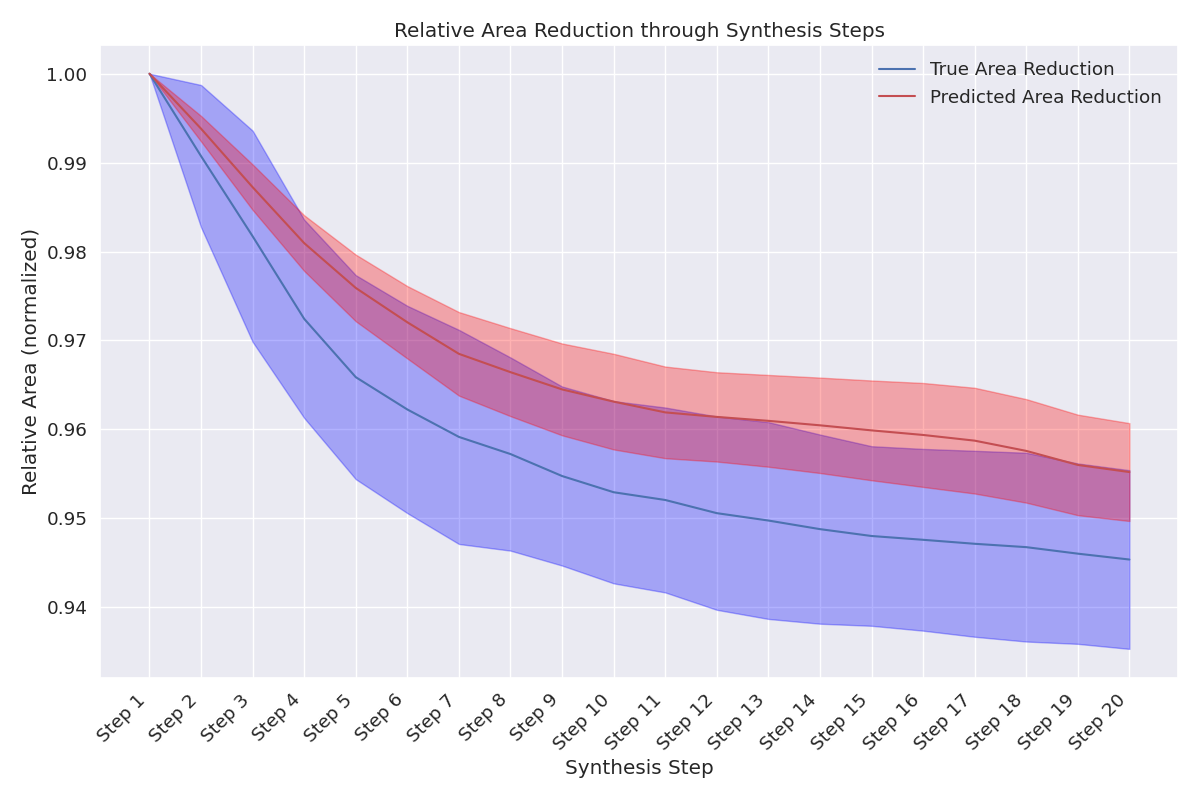 Relative Area Reduction through Synthesis Steps
True Area Reduction
Predicted Area Reduction
Relative Area (normalized)
1.00
0.99
0.98
0.97
0.96
0.95
0.94
Step 1
Step 2
Step 3
Step 4
Step 5
Step 6
Step 7
Step 8
Step 9
Step 10
Step 11
Step 12
Step 13
Step 14
Step 15
Step 16
Step 17
Step 18
Step 19
Step 20
Synthesis Step